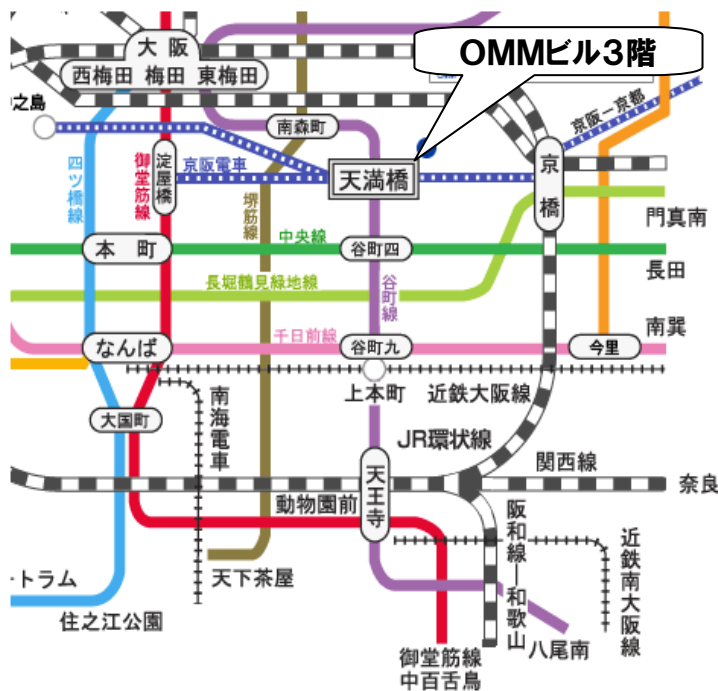 大阪
西梅田 梅田 東梅田
OMMビル3階
中之島
南森町
京阪ー京都
淀屋橋
京阪電車
天満橋
京橋
四ツ橋線
御堂筋線
堺筋線
門真南
中央線
本町
谷町四
長田
長堀鶴見緑地線
谷町線
千日前線
南巽
なんば
谷町九
今里
上本町
近鉄大阪線
大国町
南海電車
JR環状線
関西線
天王寺
奈良
動物園前
阪和線ー和歌山
近鉄南大阪線
天下茶屋
トラム
住之江公園
八尾南
御堂筋線
中百舌鳥